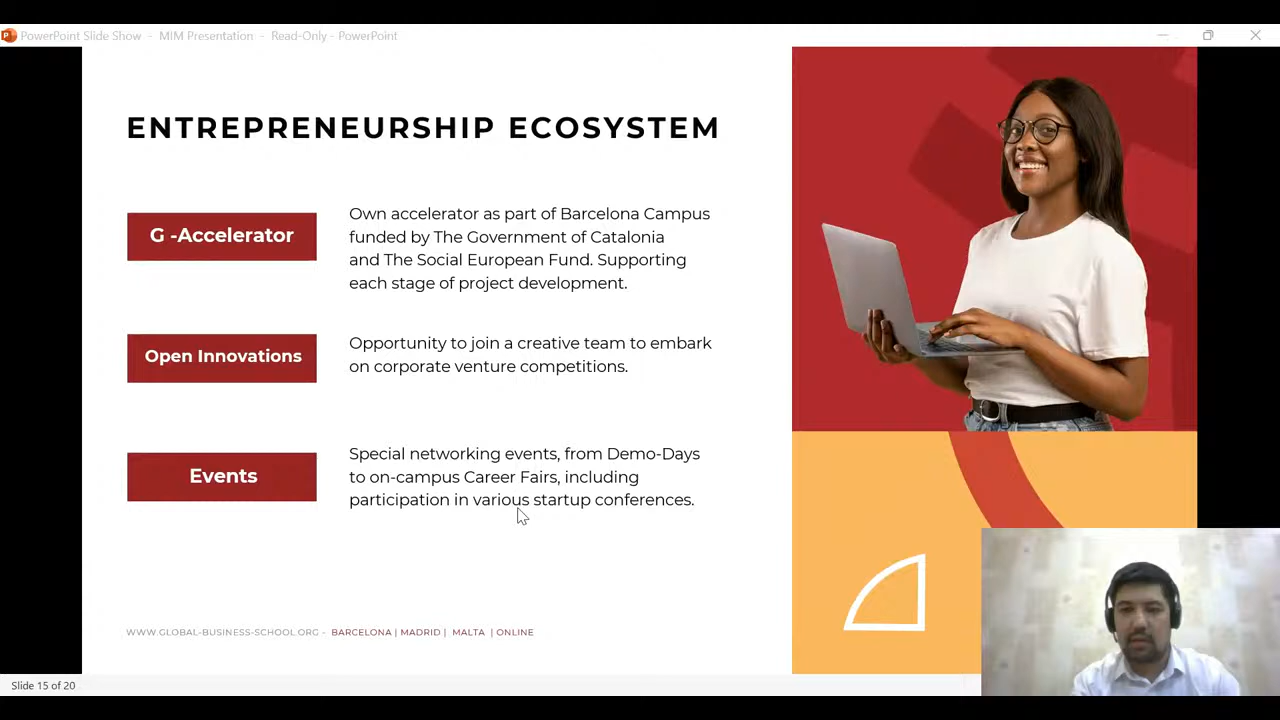 PowerPoint Slide Show - MIM Presentation - Read-Only - PowerPoint
ENTREPRENEURSHIP ECOSYSTEM
G -Accelerator
Own accelerator as part of Barcelona Campus
funded by The Government of Catalonia
and The Social European Fund. Supporting
each stage of project development.
Open Innovations
Opportunity to join a creative team to embark
on corporate venture competitions.
Events
Special networking events, from Demo-Days
to on-campus Career Fairs, including
participation in various startup conferences.
WWW.GLOBAL-BUSINESS-SCHOOL.ORG - BARCELONA | MADRID | MALTA | ONLINE
Slide 15 of 20